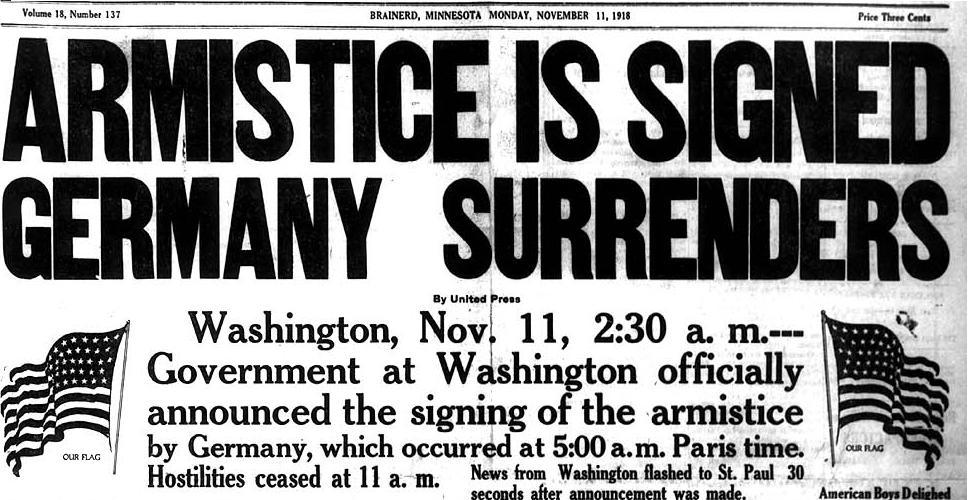 Volume 18, Number 137 BRAINERD, MINNESOTA MONDAY, NOVEMBER 11, 1918 Price Three Cents
ARMISTICE IS SIGNED
GERMANY SURRENDERS
By United Press
Washington, Nov. 11, 2:30 a. m.---
Government at Washington officially
announced the signing of the armistice
by Germany, which occurred at 5:00 a. m. Paris time.
Hostilities ceased at 11 a. m.
News from Washington flashed to St. Paul 30
seconds after announcement was made.
OUR FLAG
OUR FLAG
American Boys Delighed